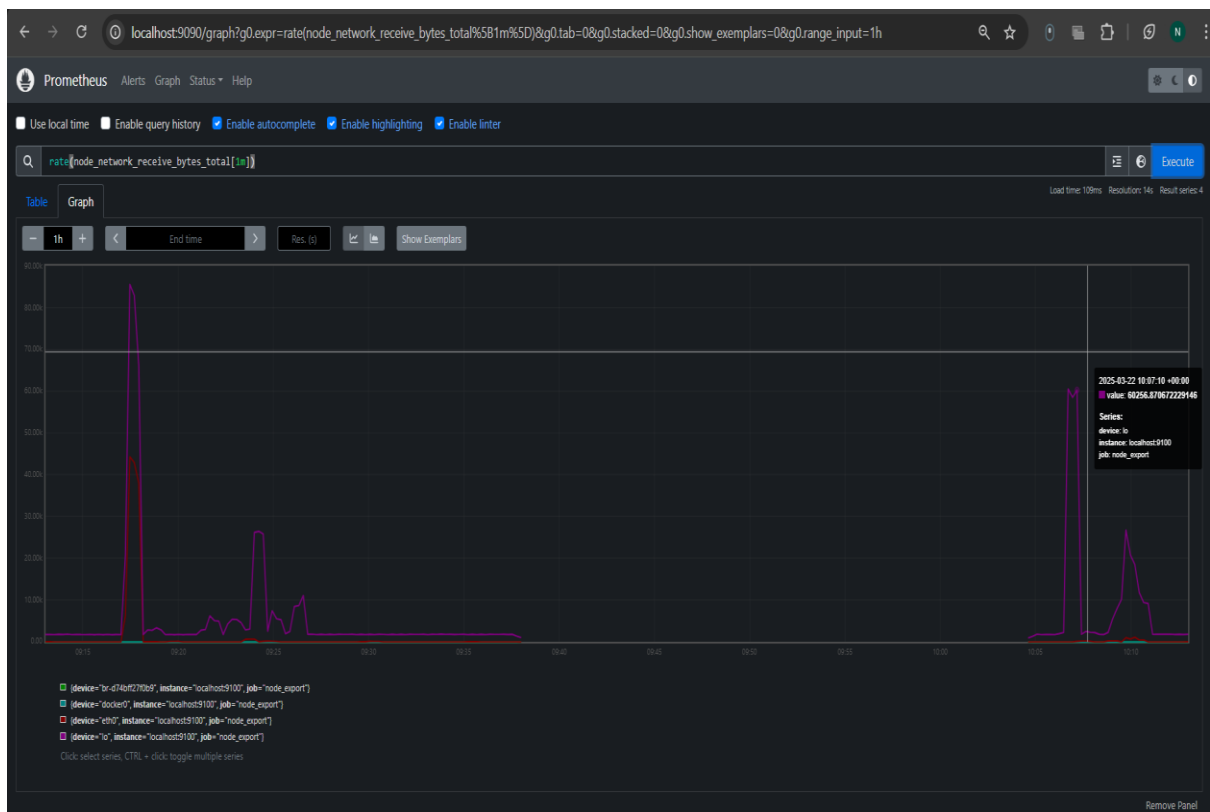 localhost:9090/graph?g0.expr=rate(node_network_receive_bytes_total%5B1m%5D)&g0.tab=0&g0.stacked=0&g0.show_exemplars=0&g0.range_input=1h
N
Prometheus Alerts Graph Status Help
Use local time Enable query history Enable autocomplete Enable highlighting Enable linter
rate(node_network_receive_bytes_total[1m]) Execute
Load time: 109ms Resolution: 14s Result series: 4
Table Graph
1h End time Res. (s) Show Exemplars
90.00k
80.00k
70.00k
60.00k
50.00k
40.00k
30.00k
20.00k
10.00k
0.00
2025-03-22 10:07:10 +00:00
value: 60256.870672229146
Series:
device: lo
instance: localhost:9100
job: node_export
09:15 09:20 09:25 09:30 09:35 09:40 09:45 09:50 09:55 10:00 10:05 10:10
{device="br-d74bff27f0b9", instance="localhost:9100", job="node_export"}
{device="docker0", instance="localhost:9100", job="node_export"}
{device="eth0", instance="localhost:9100", job="node_export"}
{device="lo", instance="localhost:9100", job="node_export"}
Click: select series, CTRL + click: toggle multiple series
Remove Panel